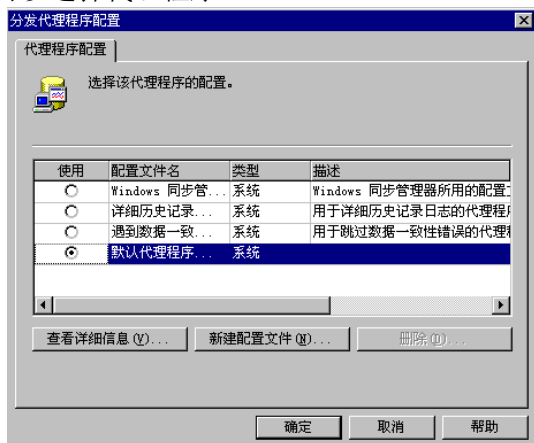 分发代理程序配置
代理程序配置
选择该代理程序的配置。
使用 配置文件名 类型 描述
Windows 同步管... 系统 Windows 同步管理器所用的配置
详细历史记录... 系统 用于详细历史记录日志的代理程
遇到数据一致... 系统 用于跳过数据一致性错误的代理
默认代理程序... 系统
查看详细信息(V)... 新建配置文件(N)... 删除(D)...
确定 取消 帮助